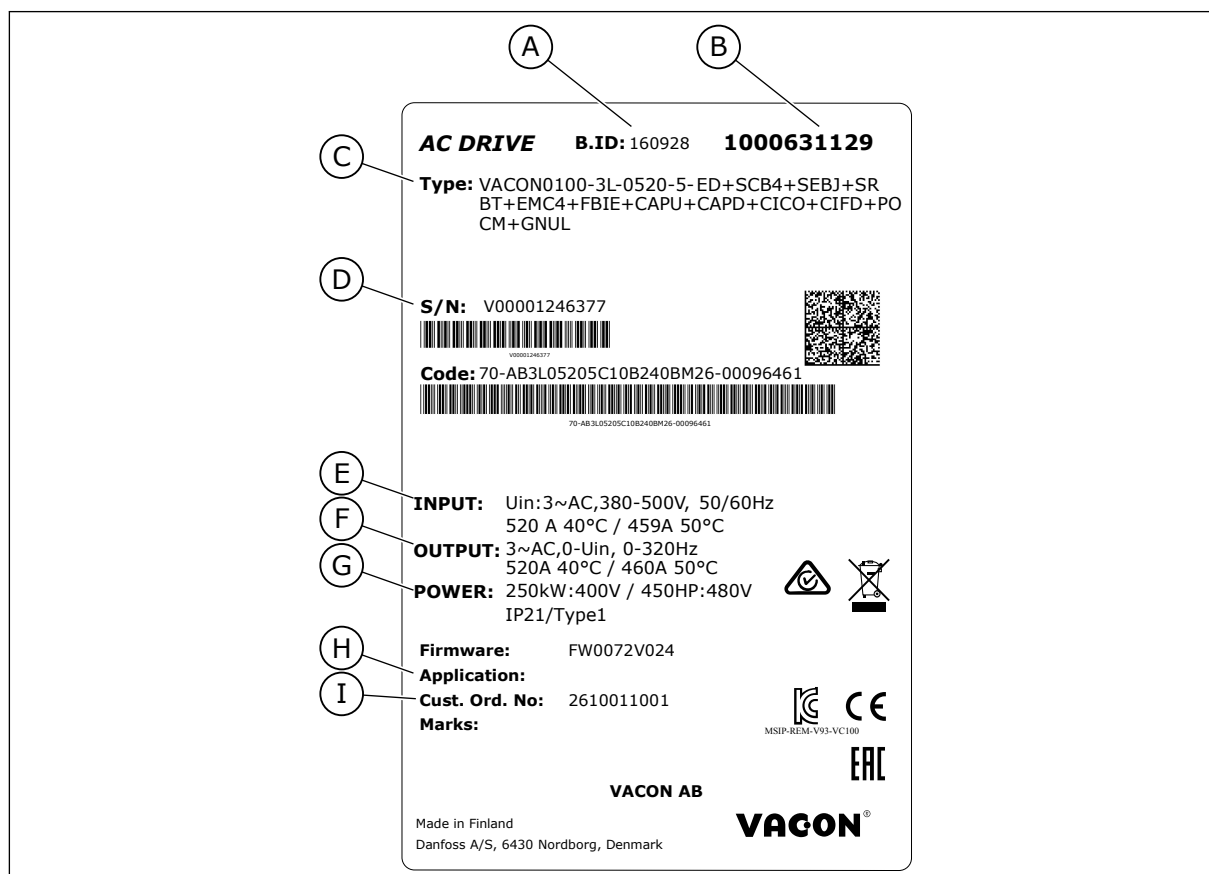 A
B
AC DRIVE B.ID: 160928 1000631129
C
Type: VACON0100-3L-0520-5-ED+SCB4+SEBJ+SR
BT+EMC4+FBIE+CAPU+CAPD+CICO+CIFD+PO
CM+GNUL
D
S/N: V00001246377
V00001246377
Code: 70-AB3L05205C10B240BM26-00096461
70-AB3L05205C10B240BM26-00096461
E
INPUT: Uin:3~AC,380-500V, 50/60Hz
520 A 40°C / 459A 50°C
F
OUTPUT: 3~AC,0-Uin, 0-320Hz
520A 40°C / 460A 50°C
G
POWER: 250kW:400V / 450HP:480V
IP21/Type1
Firmware: FW0072V024
H
Application:
I
Cust. Ord. No: 2610011001
Marks:
CE
MSIP-REM-V93-VC100
EAC
VACON AB
Made in Finland
VACON®
Danfoss A/S, 6430 Nordborg, Denmark